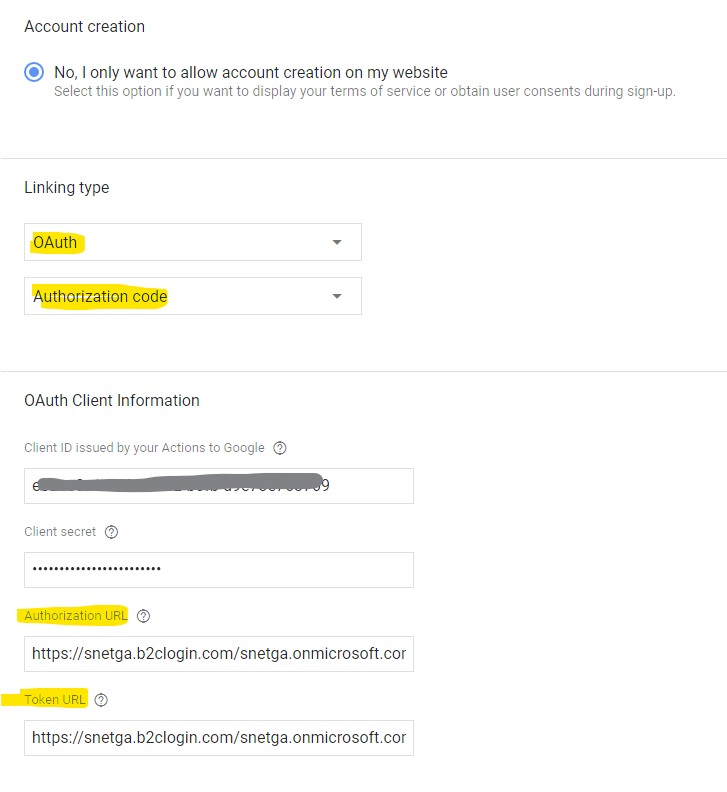 Account creation
No, I only want to allow account creation on my website
Select this option if you want to display your terms of service or obtain user consents during sign-up.
Linking type
OAuth
Authorization code
OAuth Client Information
Client ID issued by your Actions to Google
Client secret
••••••••••••••••••••••••
Authorization URL
https://snetga.b2clogin.com/snetga.onmicrosoft.cor
Token URL
https://snetga.b2clogin.com/snetga.onmicrosoft.cor